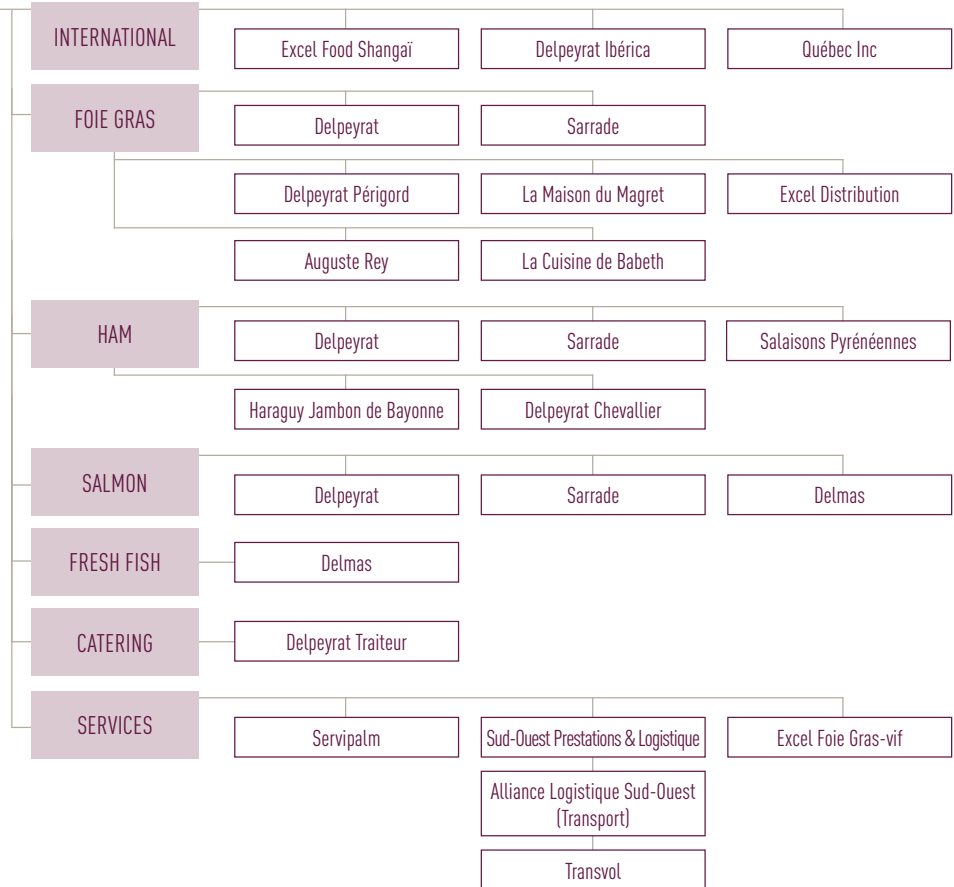 INTERNATIONAL
Excel Food Shangaï
Delpeyrat Ibérica
Québec Inc
FOIE GRAS
Delpeyrat
Sarrade
Delpeyrat Périgord
La Maison du Magret
Excel Distribution
Auguste Rey
La Cuisine de Babeth
HAM
Delpeyrat
Sarrade
Salaisons Pyrénéennes
Haraguy Jambon de Bayonne
Delpeyrat Chevallier
SALMON
Delpeyrat
Sarrade
Delmas
FRESH FISH
Delmas
CATERING
Delpeyrat Traiteur
SERVICES
Servipalm
Sud-Ouest Prestations & Logistique
Excel Foie Gras-vif
Alliance Logistique Sud-Ouest
(Transport)
Transvol